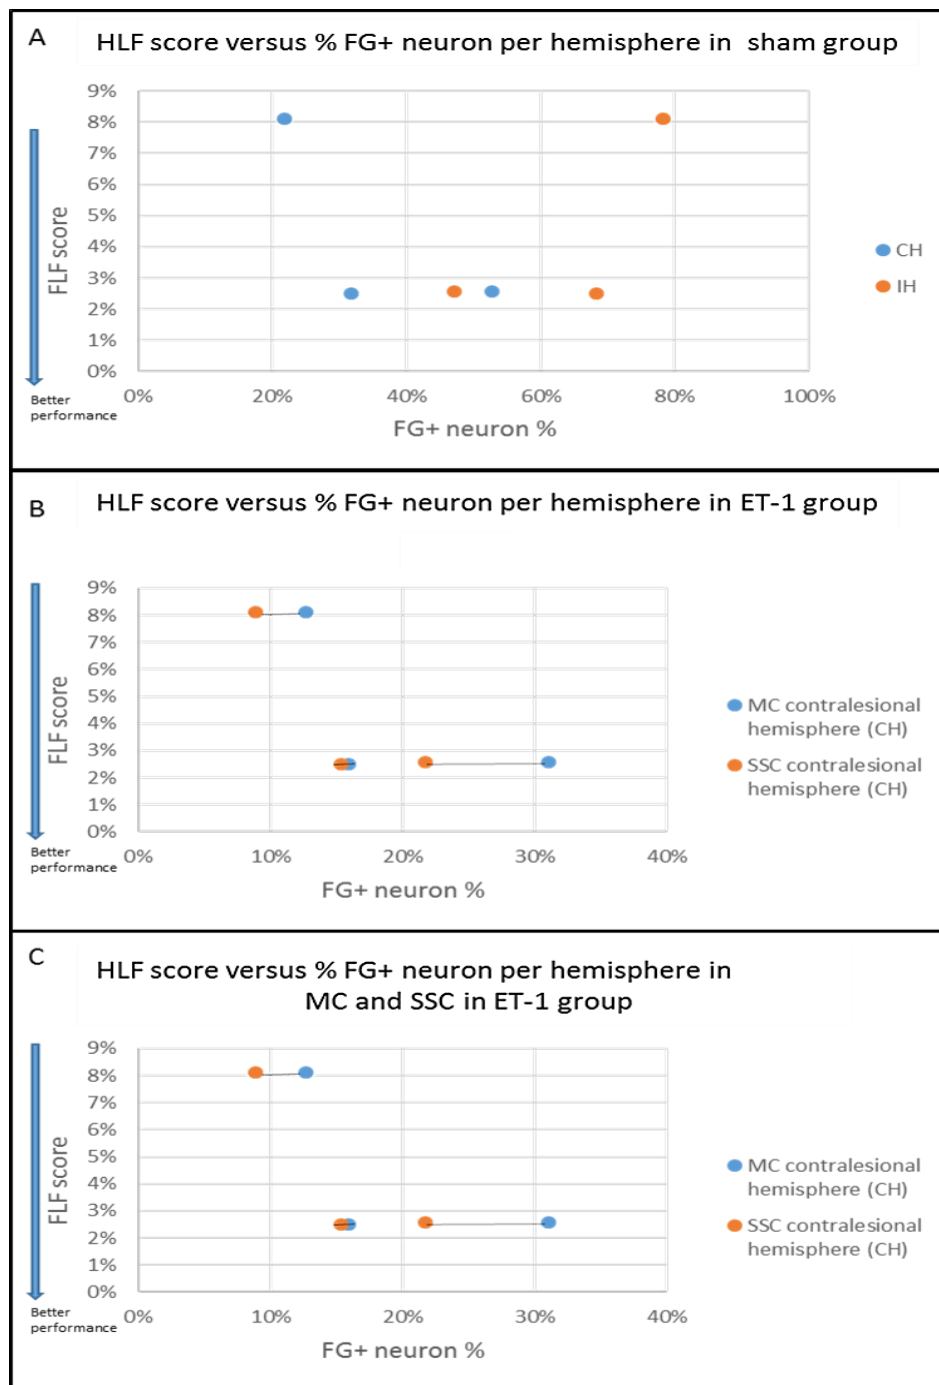 A
HLF score versus % FG+ neuron per hemisphere in sham group
9%
8%
7%
6%
5%
4%
3%
2%
1%
0%
FLF score
Better
performance
0%
20%
40%
60%
80%
100%
FG+ neuron %
CH
IH
B
HLF score versus % FG+ neuron per hemisphere in ET-1 group
9%
8%
7%
6%
5%
4%
3%
2%
1%
0%
FLF score
Better
performance
0%
10%
20%
30%
40%
FG+ neuron %
MC contralesional
hemisphere (CH)
SSC contralesional
hemisphere (CH)
C
HLF score versus % FG+ neuron per hemisphere in
MC and SSC in ET-1 group
9%
8%
7%
6%
5%
4%
3%
2%
1%
0%
FLF score
Better
performance
0%
10%
20%
30%
40%
FG+ neuron %
MC contralesional
hemisphere (CH)
SSC contralesional
hemisphere (CH)